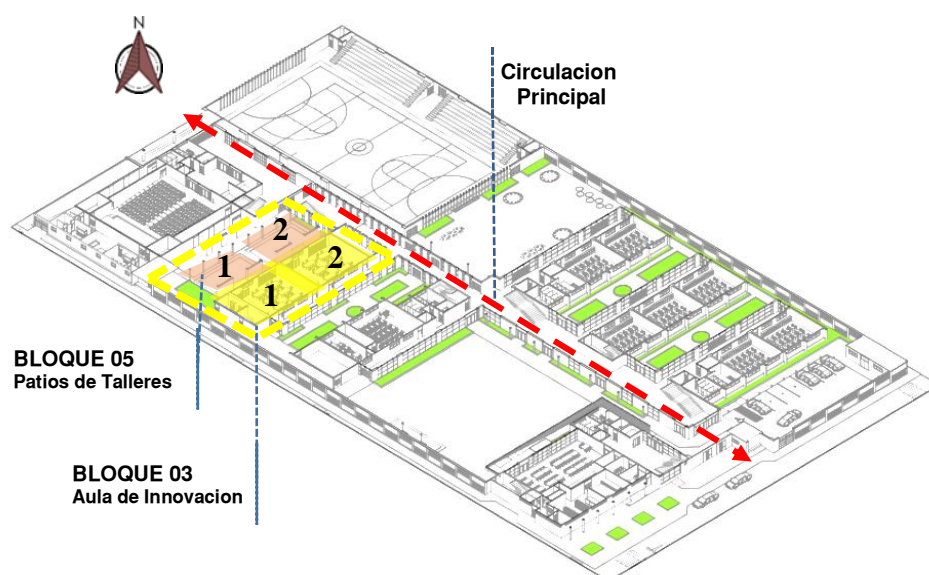 N
Circulacion
Principal
2
1
2
1
BLOQUE 05
Patios de Talleres
BLOQUE 03
Aula de Innovacion